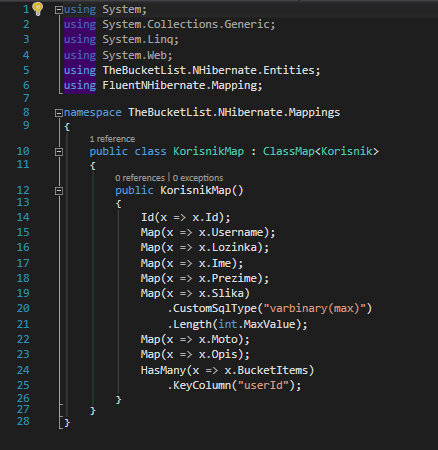 1 using System;
2 using System.Collections.Generic;
3 using System.Linq;
4 using System.Web;
5 using TheBucketList.NHibernate.Entities;
6 using FluentNHibernate.Mapping;
7
8 namespace TheBucketList.NHibernate.Mappings
9 {
1 reference
10 public class KorisnikMap : ClassMap<Korisnik>
11 {
0 references | 0 exceptions
12 public KorisnikMap()
13 {
14 Id(x => x.Id);
15 Map(x => x.Username);
16 Map(x => x.Lozinka);
17 Map(x => x.Ime);
18 Map(x => x.Prezime);
19 Map(x => x.Slika)
20 .CustomSqlType("varbinary(max)")
21 .Length(int.MaxValue);
22 Map(x => x.Moto);
23 Map(x => x.Opis);
24 HasMany(x => x.BucketItems)
25 .KeyColumn("userId");
26 }
27 }
28 }